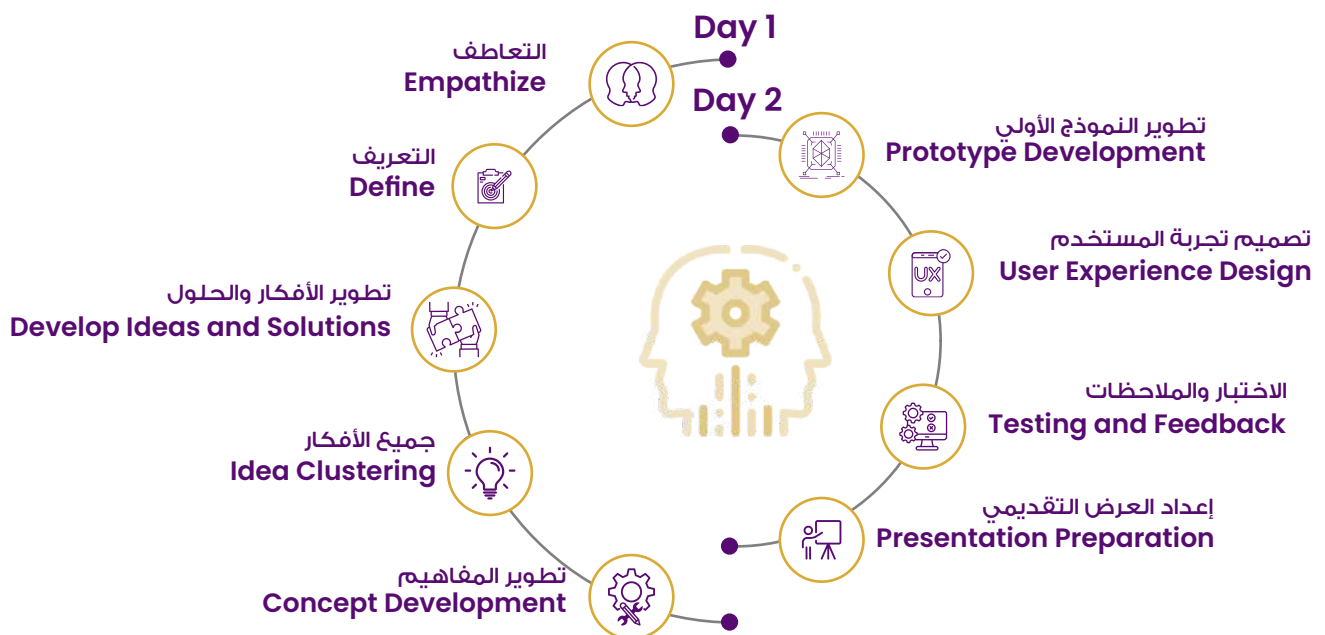 Day 1
التعاطف
Empathize
التعريف
Define
تطوير الأفكار والحلول
Develop Ideas and Solutions
جميع الأفكار
Idea Clustering
تطوير المفاهيم
Concept Development
Day 2
تطوير النموذج الأولي
Prototype Development
تصميم تجربة المستخدم
User Experience Design
UX
الاختبار والملاحظات
Testing and Feedback
إعداد العرض التقديمي
Presentation Preparation